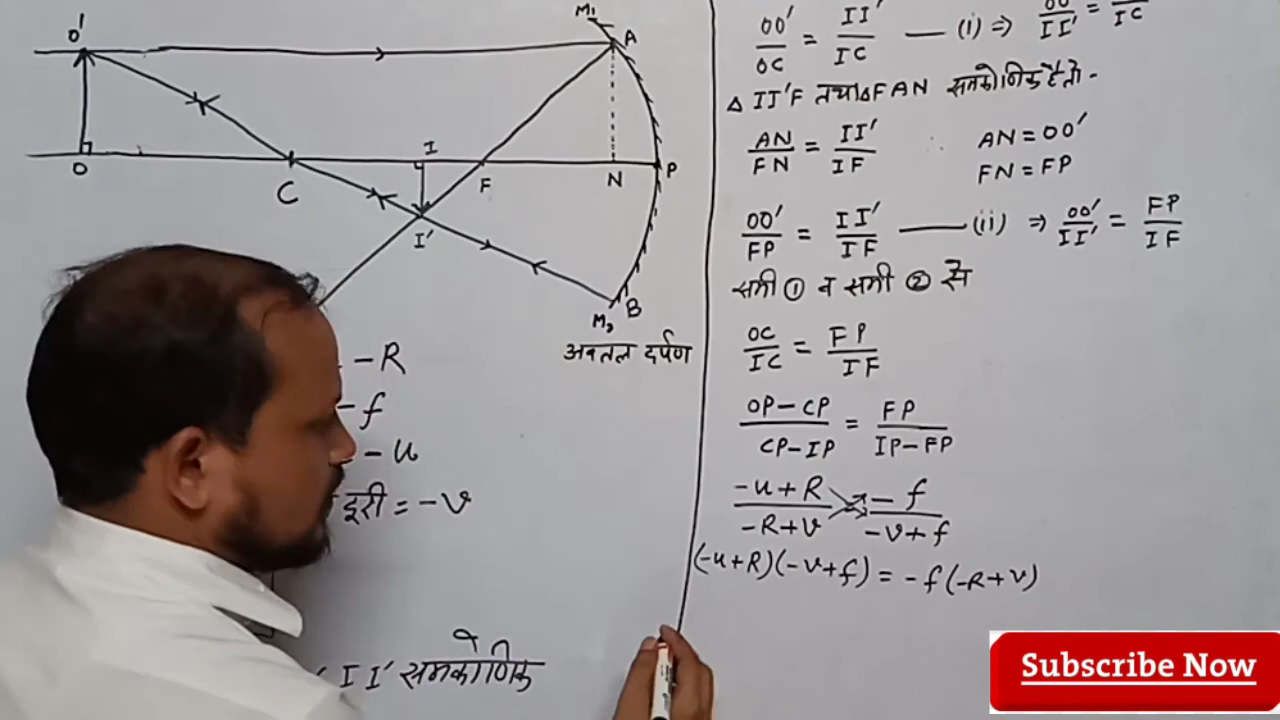 O' M₁ A
O C I F N P
I'
M₂ B
अवतल दर्पण
- R
- f
- u
दूरी = - v
I I' समकोणिक
OO'/OC = II'/IC — (i) ⇒ OO'/II' = /IC
△ II'F तथा △FAN समकोणिक है तो -
AN/FN = II'/IF ∴ AN = OO'
FN = FP
OO'/FP = II'/IF — (ii) ⇒ OO'/II' = FP/IF
समी ① व समी ② से
OC/IC = FP/IF
OP-CP/CP-IP = FP/IP-FP
-u+R/-R+v = -f/-v+f
(-u+R)(-v+f) = -f(-R+v)
Subscribe Now